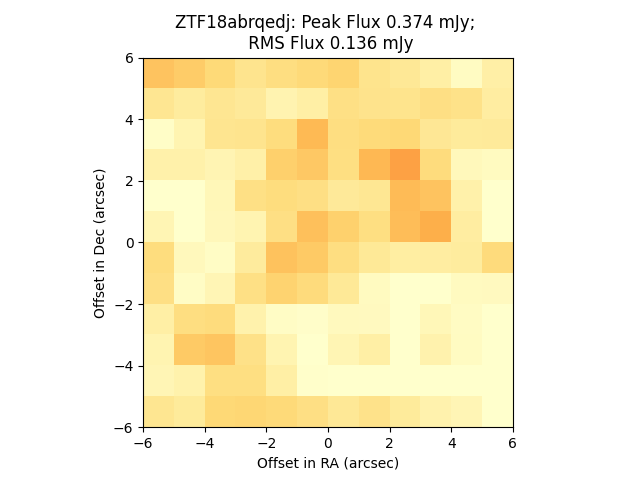 ZTF18abrqedj: Peak Flux 0.374 mJy;
RMS Flux 0.136 mJy
6
4
2
0
−2
−4
−6
Offset in Dec (arcsec)
−6 −4 −2 0 2 4 6
Offset in RA (arcsec)